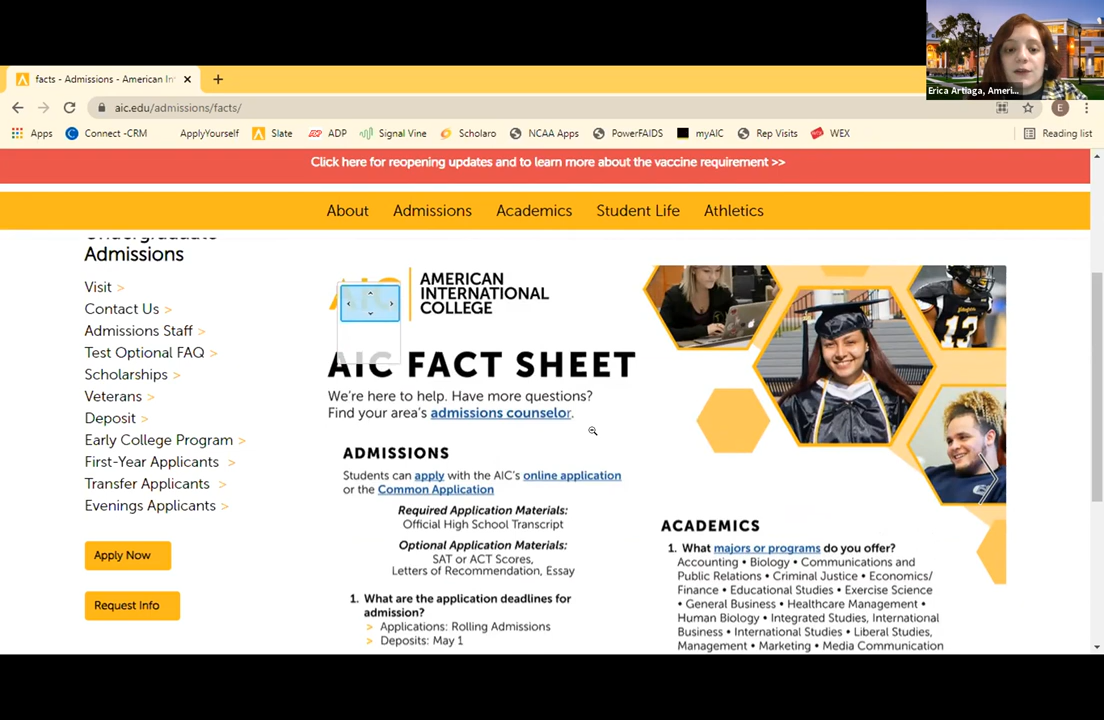 facts - Admissions - American In
aic.edu/admissions/facts/
Apps Connect -CRM ApplyYourself Slate ADP Signal Vine Scholaro NCAA Apps PowerFAIDS myAIC Rep Visits WEX Reading list
Erica Artiaga, Ameri...
E
Click here for reopening updates and to learn more about the vaccine requirement >>
About Admissions Academics Student Life Athletics
Undergraduate
Admissions
Visit >
Contact Us >
Admissions Staff >
Test Optional FAQ >
Scholarships >
Veterans >
Deposit >
Early College Program >
First-Year Applicants >
Transfer Applicants >
Evenings Applicants >
Apply Now
Request Info
AIC
AMERICAN
INTERNATIONAL
COLLEGE
AIC FACT SHEET
We're here to help. Have more questions?
Find your area's admissions counselor.
ADMISSIONS
Students can apply with the AIC's online application
or the Common Application
Required Application Materials:
Official High School Transcript
Optional Application Materials:
SAT or ACT Scores,
Letters of Recommendation, Essay
1. What are the application deadlines for
admission?
> Applications: Rolling Admissions
> Deposits: May 1
13
ACADEMICS
1. What majors or programs do you offer?
Accounting • Biology • Communications and
Public Relations • Criminal Justice • Economics/
Finance • Educational Studies • Exercise Science
• General Business • Healthcare Management •
Human Biology • Integrated Studies, International
Business • International Studies • Liberal Studies,
Management • Marketing • Media Communication